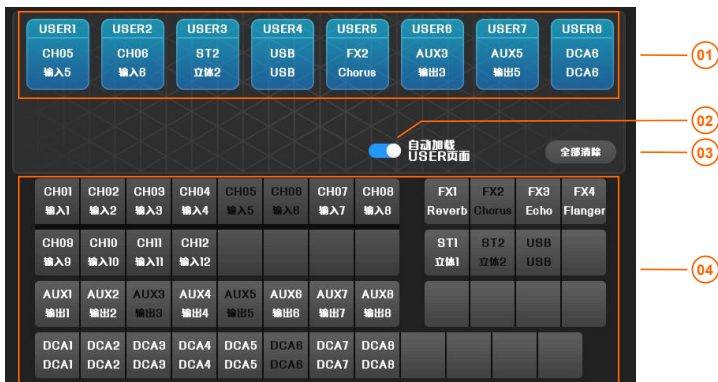 USER1 USER2 USER3 USER4 USER5 USER6 USER7 USER8
CH05 CH06 ST2 USB FX2 AUX3 AUX5 DCA6
输入5 输入6 立体2 USB Chorus 输出3 输出5 DCA6
01
02
自动加载
USER页面
全部清除
03
CH01 CH02 CH03 CH04 CH05 CH06 CH07 CH08 FX1 FX2 FX3 FX4
输入1 输入2 输入3 输入4 输入5 输入6 输入7 输入8 Reverb Chorus Echo Flanger
CH09 CH10 CH11 CH12 ST1 ST2 USB
输入9 输入10 输入11 输入12 立体1 立体2 USB
04
AUX1 AUX2 AUX3 AUX4 AUX5 AUX6 AUX7 AUX8
输出1 输出2 输出3 输出4 输出5 输出6 输出7 输出8
DCA1 DCA2 DCA3 DCA4 DCA5 DCA6 DCA7 DCA8
DCA1 DCA2 DCA3 DCA4 DCA5 DCA6 DCA7 DCA8